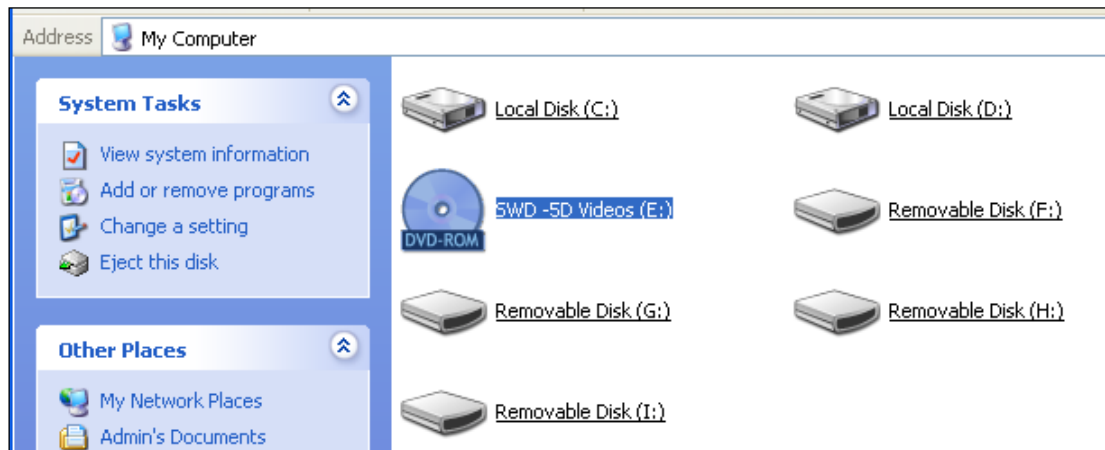 Address My Computer
System Tasks
View system information
Add or remove programs
Change a setting
Eject this disk
Other Places
My Network Places
Admin's Documents
Local Disk (C:)
Local Disk (D:)
SWD -5D Videos (E:)
DVD-ROM
Removable Disk (F:)
Removable Disk (G:)
Removable Disk (H:)
Removable Disk (I:)